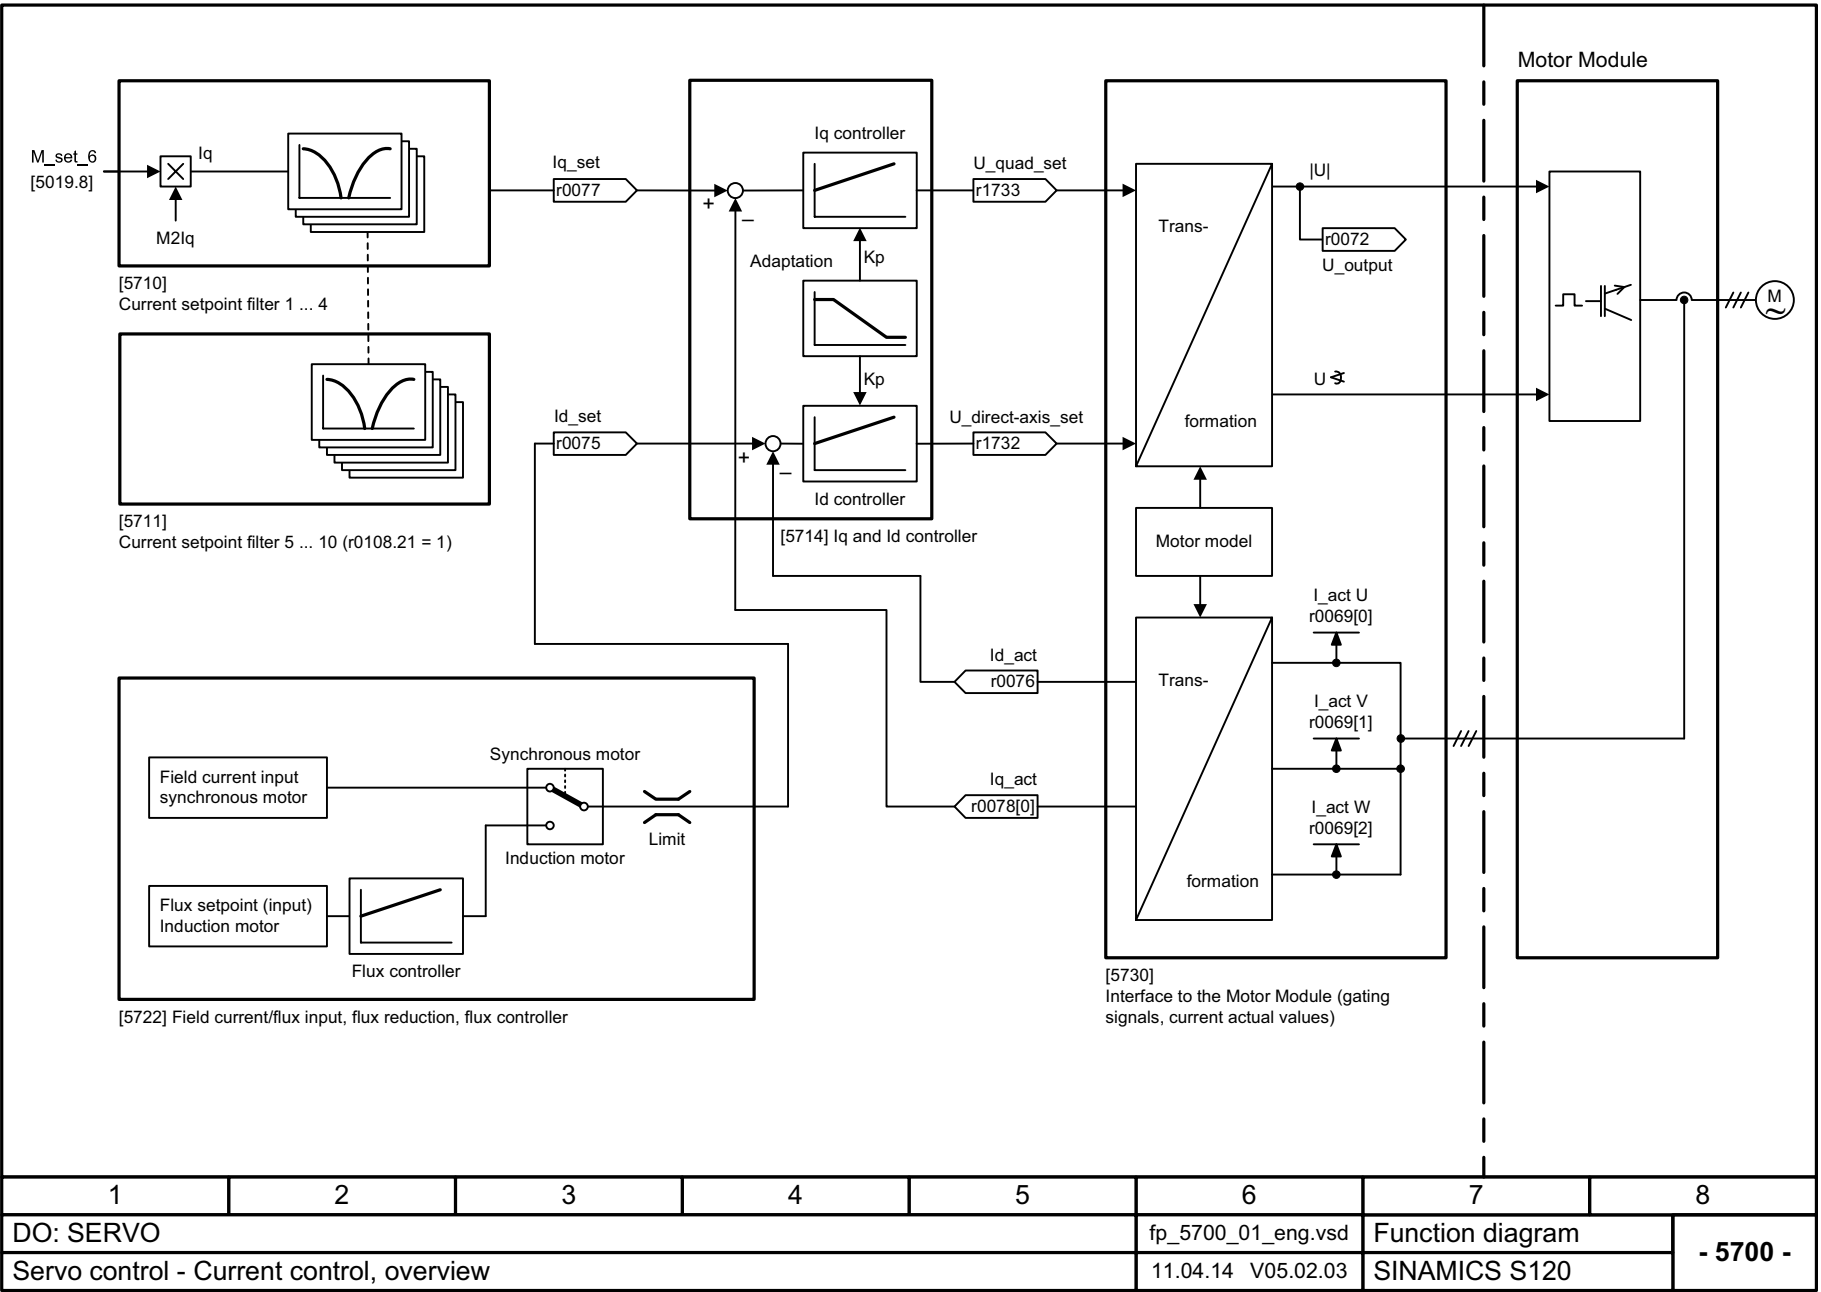 Motor Module
M_set_6
[5019.8]
Iq
M2Iq
[5710]
Current setpoint filter 1 ... 4
[5711]
Current setpoint filter 5 ... 10 (r0108.21 = 1)
Iq_set
r0077
+
–
Iq controller
Adaptation
Kp
Kp
Id_set
r0075
+
–
Id controller
[5714] Iq and Id controller
U_quad_set
r1733
U_direct-axis_set
r1732
Trans-
formation
|U|
r0072
U_output
U
M
~
Motor model
Trans-
formation
I_act U
r0069[0]
I_act V
r0069[1]
I_act W
r0069[2]
Id_act
r0076
Iq_act
r0078[0]
[5730]
Interface to the Motor Module (gating
signals, current actual values)
Field current input
synchronous motor
Synchronous motor
Induction motor
Limit
Flux setpoint (input)
Induction motor
Flux controller
[5722] Field current/flux input, flux reduction, flux controller
1 2 3 4 5 6 7 8
DO: SERVO
fp_5700_01_eng.vsd
Function diagram
- 5700 -
Servo control - Current control, overview
11.04.14 V05.02.03
SINAMICS S120